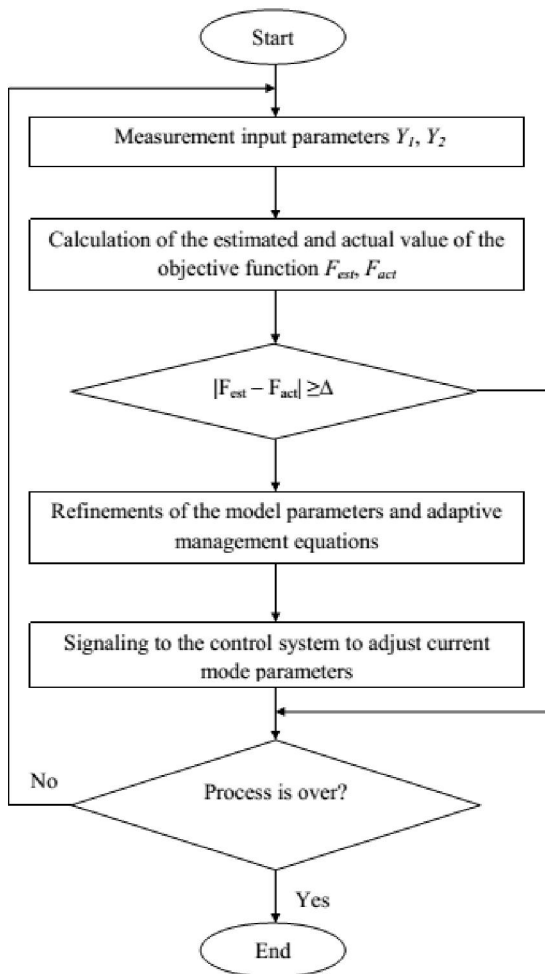 Start
Measurement input parameters Y1, Y2
Calculation of the estimated and actual value of the
objective function Fest, Fact
|Fest – Fact| ≥Δ
Refinements of the model parameters and adaptive
management equations
Signaling to the control system to adjust current
mode parameters
No
Process is over?
Yes
End